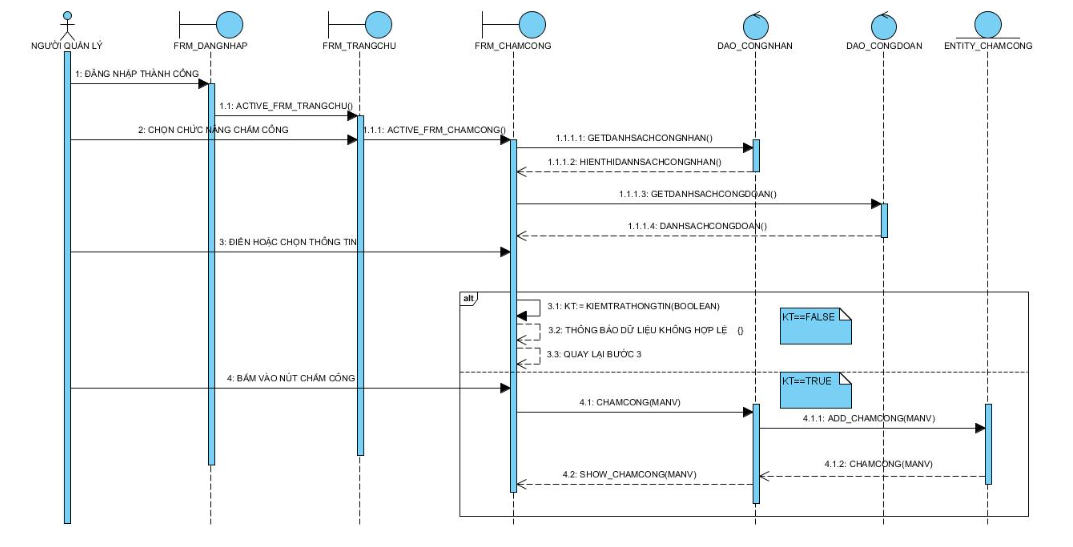 NGƯỜI QUẢN LÝ
FRM_DANGNHAP
FRM_TRANGCHU
FRM_CHAMCONG
DAO_CONGNHAN
DAO_CONGDOAN
ENTITY_CHAMCONG
1: ĐĂNG NHẬP THÀNH CÔNG
1.1: ACTIVE_FRM_TRANGCHU()
2: CHỌN CHỨC NĂNG CHẤM CÔNG
1.1.1: ACTIVE_FRM_CHAMCONG()
1.1.1.1: GETDANHSACHCONGNHAN()
1.1.1.2: HIENTHIDANNSACHCONGNHAN()
1.1.1.3: GETDANHSACHCONGDOAN()
1.1.1.4: DANHSACHCONGDOAN()
3: ĐIỀN HOẶC CHỌN THÔNG TIN
alt
3.1: KT:= KIEMTRATHONGTIN(BOOLEAN)
KT==FALSE
3.2: THÔNG BÁO DỮ LIỆU KHÔNG HỢP LỆ {}
3.3: QUAY LẠI BƯỚC 3
4: BẤM VÀO NÚT CHẤM CÔNG
KT==TRUE
4.1: CHAMCONG(MANV)
4.1.1: ADD_CHAMCONG(MANV)
4.1.2: CHAMCONG(MANV)
4.2: SHOW_CHAMCONG(MANV)